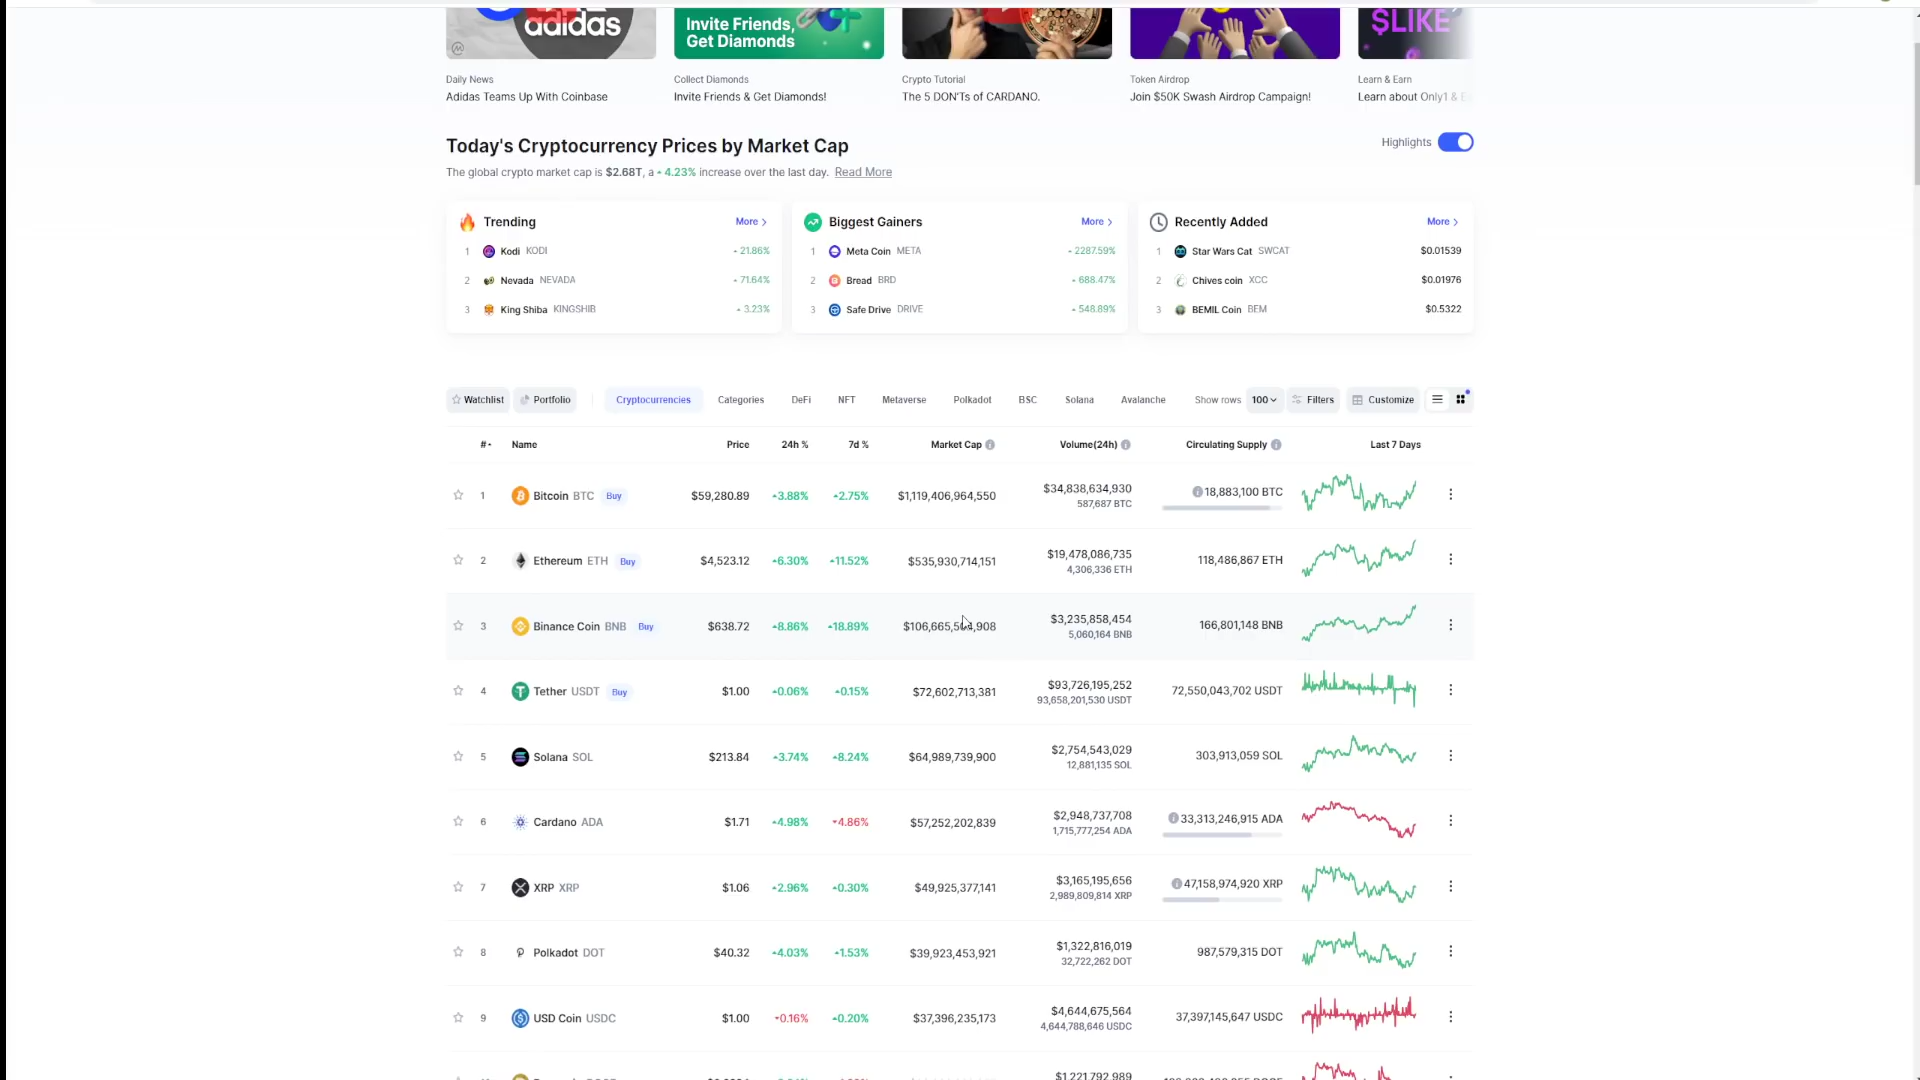 adidas
Invite Friends,
Get Diamonds
$LIKE
Daily News
Adidas Teams Up With Coinbase
Collect Diamonds
Invite Friends & Get Diamonds!
Crypto Tutorial
The 5 DON'Ts of CARDANO.
Token Airdrop
Join $50K Swash Airdrop Campaign!
Learn & Earn
Learn about Only1 &
Today's Cryptocurrency Prices by Market Cap
Highlights
The global crypto market cap is $2.68T, a 4.23% increase over the last day. Read More
Trending More
1 Kodi KODI 21.86%
2 Nevada NEVADA 71.64%
3 King Shiba KINGSHIB 3.23%
Biggest Gainers More
1 Meta Coin META 2287.59%
2 Bread BRD 688.47%
3 Safe Drive DRIVE 548.89%
Recently Added More
1 Star Wars Cat SWCAT $0.01539
2 Chives coin XCC $0.01976
3 BEMIL Coin BEM $0.5322
Watchlist Portfolio Cryptocurrencies Categories DeFi NFT Metaverse Polkadot BSC Solana Avalanche Show rows 100 Filters Customize
# Name Price 24h % 7d % Market Cap Volume(24h) Circulating Supply Last 7 Days
1 Bitcoin BTC Buy $59,280.89 3.88% 2.75% $1,119,406,964,550 $34,838,634,930 18,883,100 BTC
587,687 BTC
2 Ethereum ETH Buy $4,523.12 6.30% 11.52% $535,930,714,151 $19,478,086,735 118,486,867 ETH
4,306,336 ETH
3 Binance Coin BNB Buy $638.72 8.86% 18.89% $3,235,858,454 166,801,148 BNB
5,060,164 BNB
4 Tether USDT Buy $1.00 0.06% 0.15% $72,602,713,381 $93,726,195,252 72,550,043,702 USDT
93,658,201,530 USDT
5 Solana SOL $213.84 3.74% 8.24% $64,989,739,900 $2,754,543,029 303,913,059 SOL
12,881,135 SOL
6 Cardano ADA $1.71 4.98% 4.86% $57,252,202,839 $2,948,737,708 33,313,246,915 ADA
1,715,777,254 ADA
7 XRP XRP $1.06 2.96% 0.30% $49,925,377,141 $3,165,195,656 47,158,974,920 XRP
2,989,809,814 XRP
8 Polkadot DOT $40.32 4.03% 1.53% $39,923,453,921 $1,322,816,019 987,579,315 DOT
32,722,262 DOT
9 USD Coin USDC $1.00 0.16% 0.20% $37,396,235,173 $4,644,675,564 37,397,145,647 USDC
4,644,788,646 USDC
$1,221,792,989